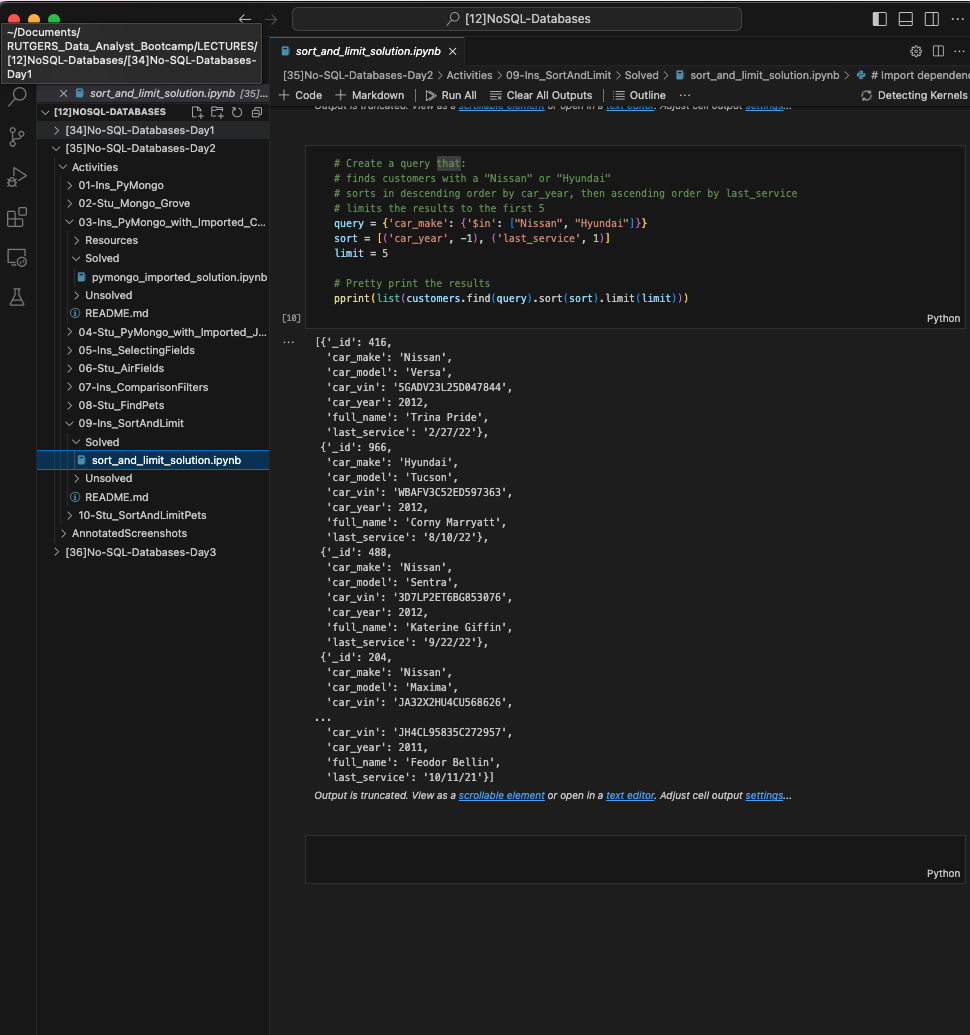 [12]NoSQL-Databases
~/Documents/
RUTGERS_Data_Analyst_Bootcamp/LECTURES/
[12]NoSQL-Databases/[34]No-SQL-Databases-
Day1
sort_and_limit_solution.ipynb
[35]No-SQL-Databases-Day2 > Activities > 09-Ins_SortAndLimit > Solved > sort_and_limit_solution.ipynb > # Import dependenc
sort_and_limit_solution.ipynb [35]...
+ Code + Markdown Run All Clear All Outputs Outline ... Detecting Kernels
[12]NOSQL-DATABASES
[34]No-SQL-Databases-Day1
[35]No-SQL-Databases-Day2
Activities
01-Ins_PyMongo
02-Stu_Mongo_Grove
03-Ins_PyMongo_with_Imported_C...
Resources
Solved
pymongo_imported_solution.ipynb
Unsolved
README.md
04-Stu_PyMongo_with_Imported_J...
05-Ins_SelectingFields
06-Stu_AirFields
07-Ins_ComparisonFilters
08-Stu_FindPets
09-Ins_SortAndLimit
Solved
sort_and_limit_solution.ipynb
Unsolved
README.md
10-Stu_SortAndLimitPets
AnnotatedScreenshots
[36]No-SQL-Databases-Day3
Output is truncated. View as a scrollable element or open in a text editor. Adjust cell output settings...
# Create a query that:
# finds customers with a "Nissan" or "Hyundai"
# sorts in descending order by car_year, then ascending order by last_service
# limits the results to the first 5
query = {'car_make': {'$in': ["Nissan", "Hyundai"]}}
sort = [('car_year', -1), ('last_service', 1)]
limit = 5
# Pretty print the results
pprint(list(customers.find(query).sort(sort).limit(limit)))
[10]
Python
...
[{'_id': 416,
'car_make': 'Nissan',
'car_model': 'Versa',
'car_vin': '5GADV23L25D047844',
'car_year': 2012,
'full_name': 'Trina Pride',
'last_service': '2/27/22'},
{'_id': 966,
'car_make': 'Hyundai',
'car_model': 'Tucson',
'car_vin': 'WBAFV3C52ED597363',
'car_year': 2012,
'full_name': 'Corny Marryatt',
'last_service': '8/10/22'},
{'_id': 488,
'car_make': 'Nissan',
'car_model': 'Sentra',
'car_vin': '3D7LP2ET6BG853076',
'car_year': 2012,
'full_name': 'Katerine Giffin',
'last_service': '9/22/22'},
{'_id': 204,
'car_make': 'Nissan',
'car_model': 'Maxima',
'car_vin': 'JA32X2HU4CU568626',
...
'car_vin': 'JH4CL95835C272957',
'car_year': 2011,
'full_name': 'Feodor Bellin',
'last_service': '10/11/21'}]
Output is truncated. View as a scrollable element or open in a text editor. Adjust cell output settings...
Python